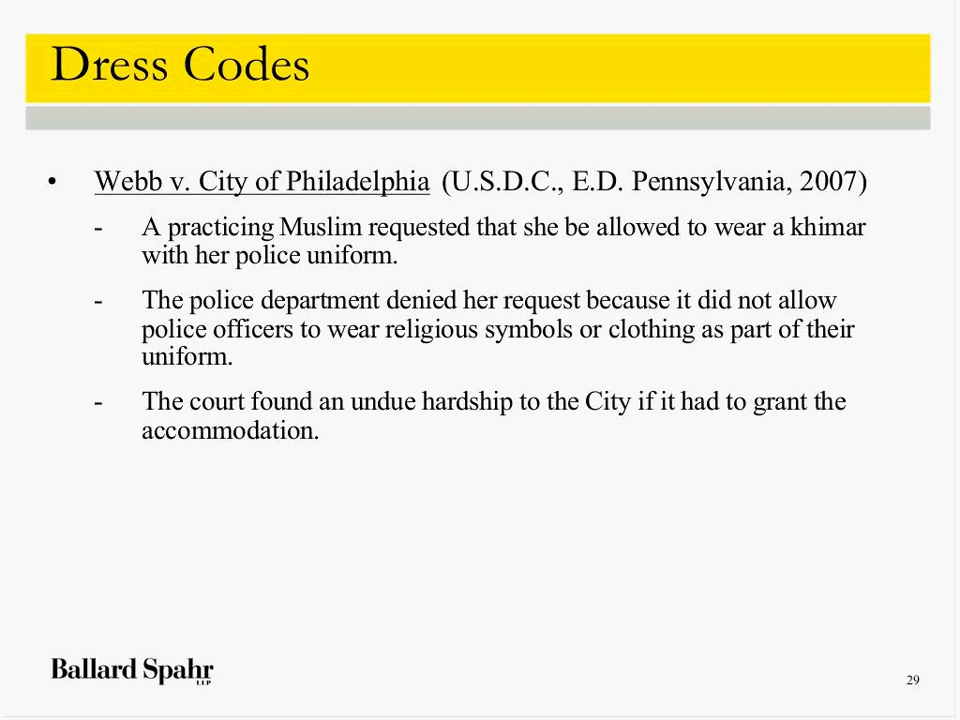 Dress Codes
• Webb v. City of Philadelphia (U.S.D.C., E.D. Pennsylvania, 2007)
- A practicing Muslim requested that she be allowed to wear a khimar
with her police uniform.
- The police department denied her request because it did not allow
police officers to wear religious symbols or clothing as part of their
uniform.
- The court found an undue hardship to the City if it had to grant the
accommodation.
Ballard Spahr
LLP
29